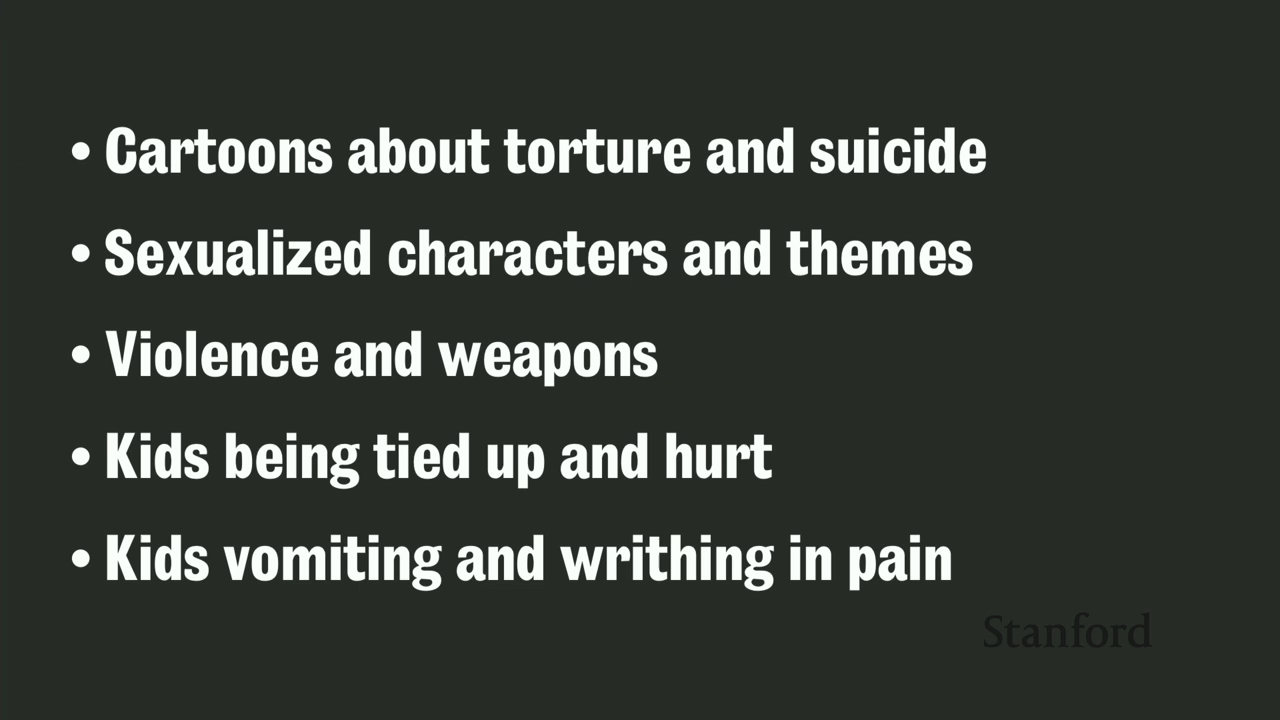 • Cartoons about torture and suicide
• Sexualized characters and themes
• Violence and weapons
• Kids being tied up and hurt
• Kids vomiting and writhing in pain
Stanford